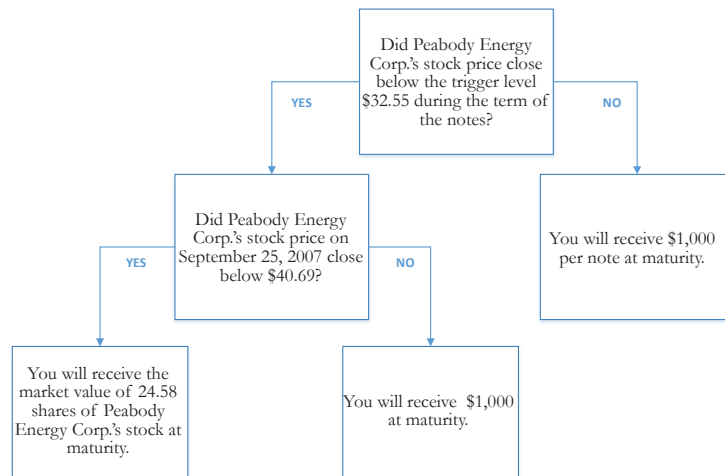 Did Peabody Energy
Corp.'s stock price close
below the trigger level
$32.55 during the term of
the notes?
YES
NO
Did Peabody Energy
Corp.'s stock price on
September 25, 2007 close
below $40.69?
You will receive $1,000
per note at maturity.
YES
NO
You will receive the
market value of 24.58
shares of Peabody
Energy Corp.'s stock at
maturity.
You will receive $1,000
at maturity.